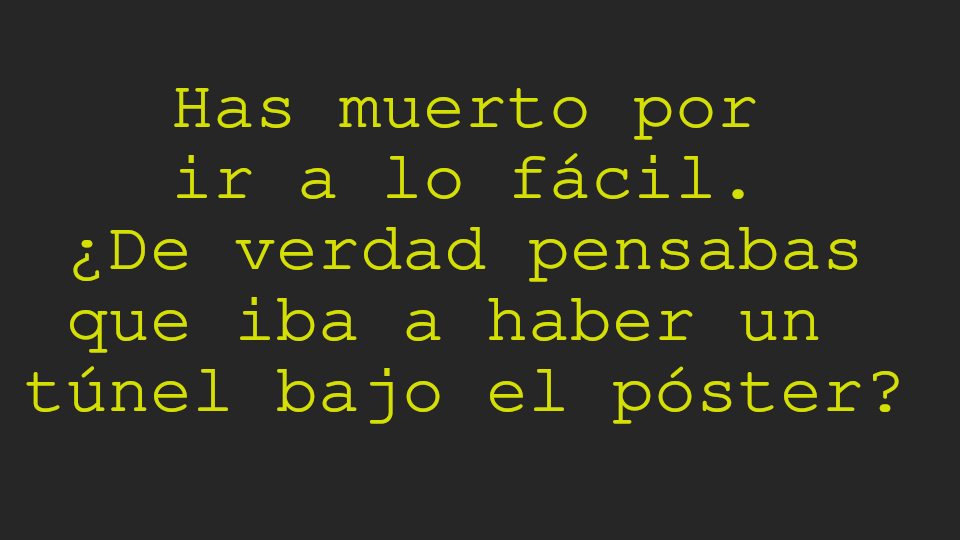 Has muerto por
ir a lo fácil.
¿De verdad pensabas
que iba a haber un
túnel bajo el póster?